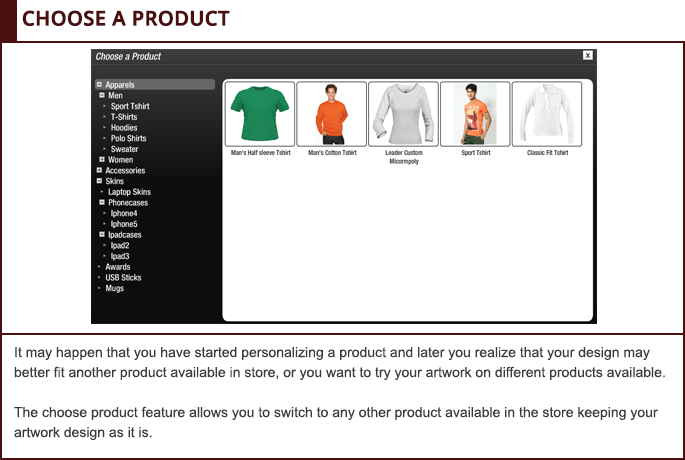 CHOOSE A PRODUCT
Choose a Product
X
Apparels
Men
Sport Tshirt
T-Shirts
Hoodies
Polo Shirts
Sweater
Women
Accessories
Skins
Laptop Skins
Phonecases
Iphone4
Iphone5
Ipadcases
Ipad2
Ipad3
Awards
USB Sticks
Mugs
Man's Half sleeve Tshirt
Man's Cotton Tshirt
Leader Custom
Micormpoly
Sport Tshirt
Classic Fit Tshirt
It may happen that you have started personalizing a product and later you realize that your design may
better fit another product available in store, or you want to try your artwork on different products available.
The choose product feature allows you to switch to any other product available in the store keeping your
artwork design as it is.